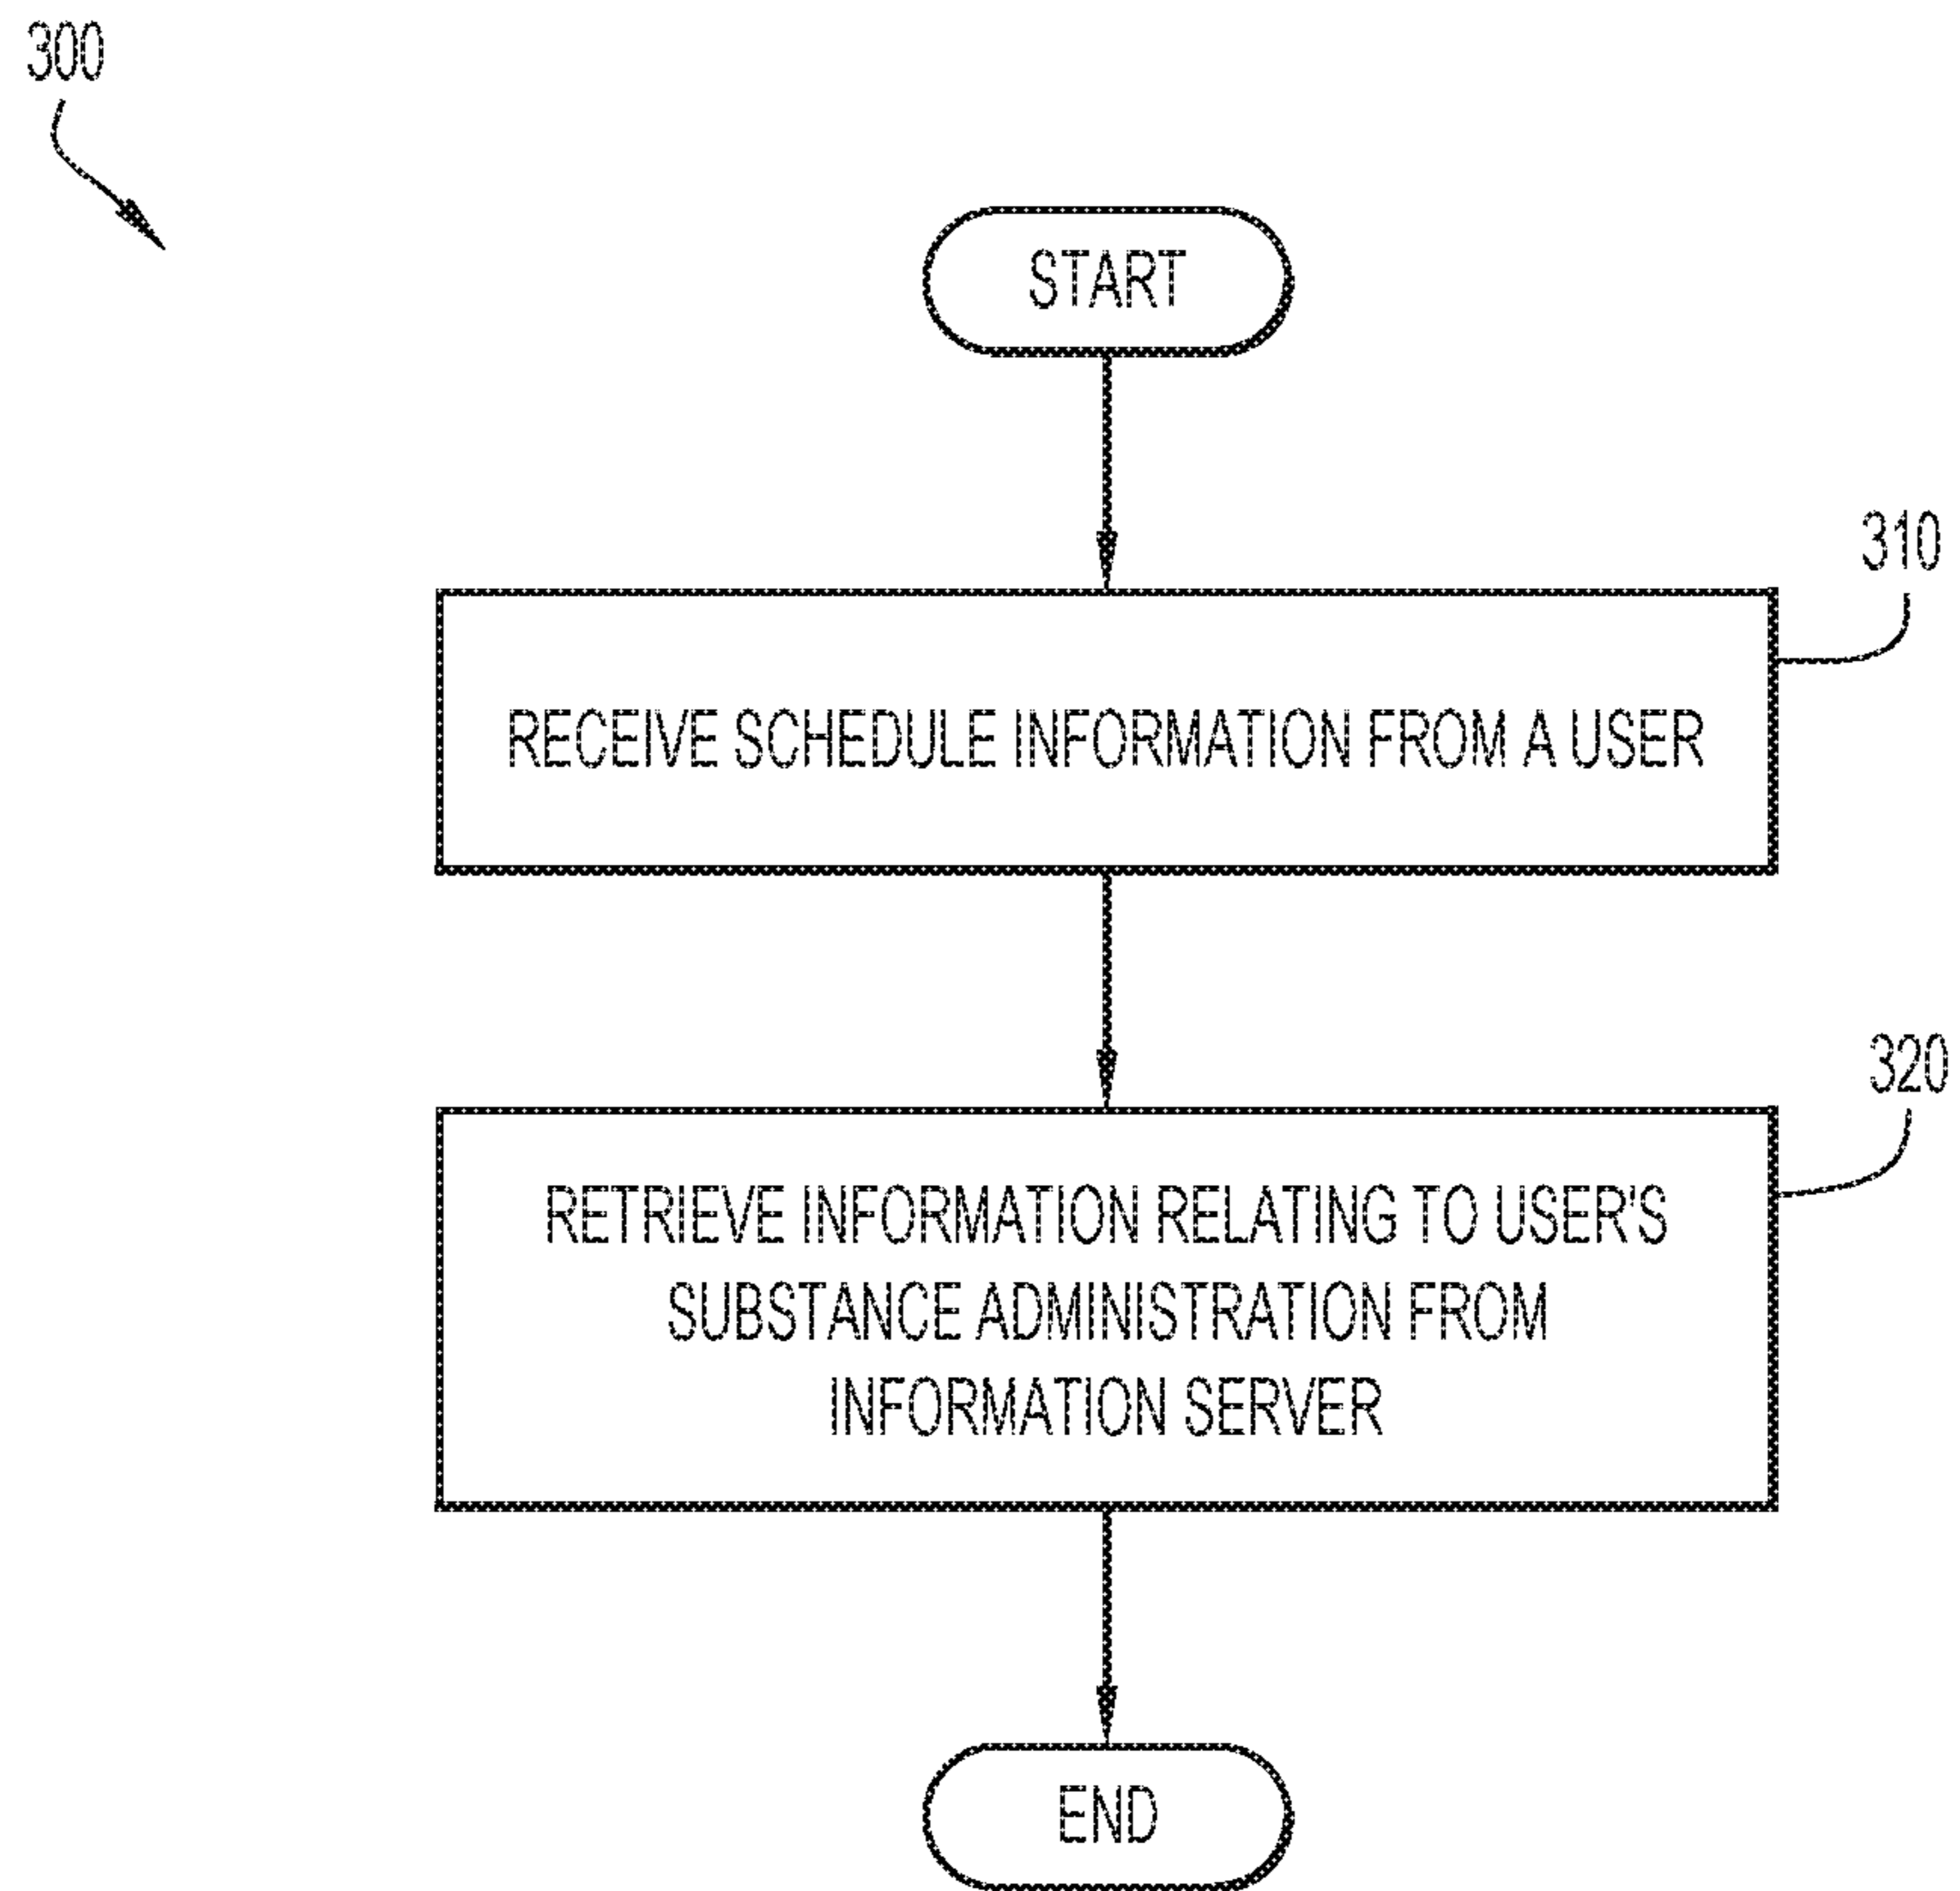 300
START
310
RECEIVE SCHEDULE INFORMATION FROM A USER
320
RETRIEVE INFORMATION RELATING TO USER'S
SUBSTANCE ADMINISTRATION FROM
INFORMATION SERVER
END